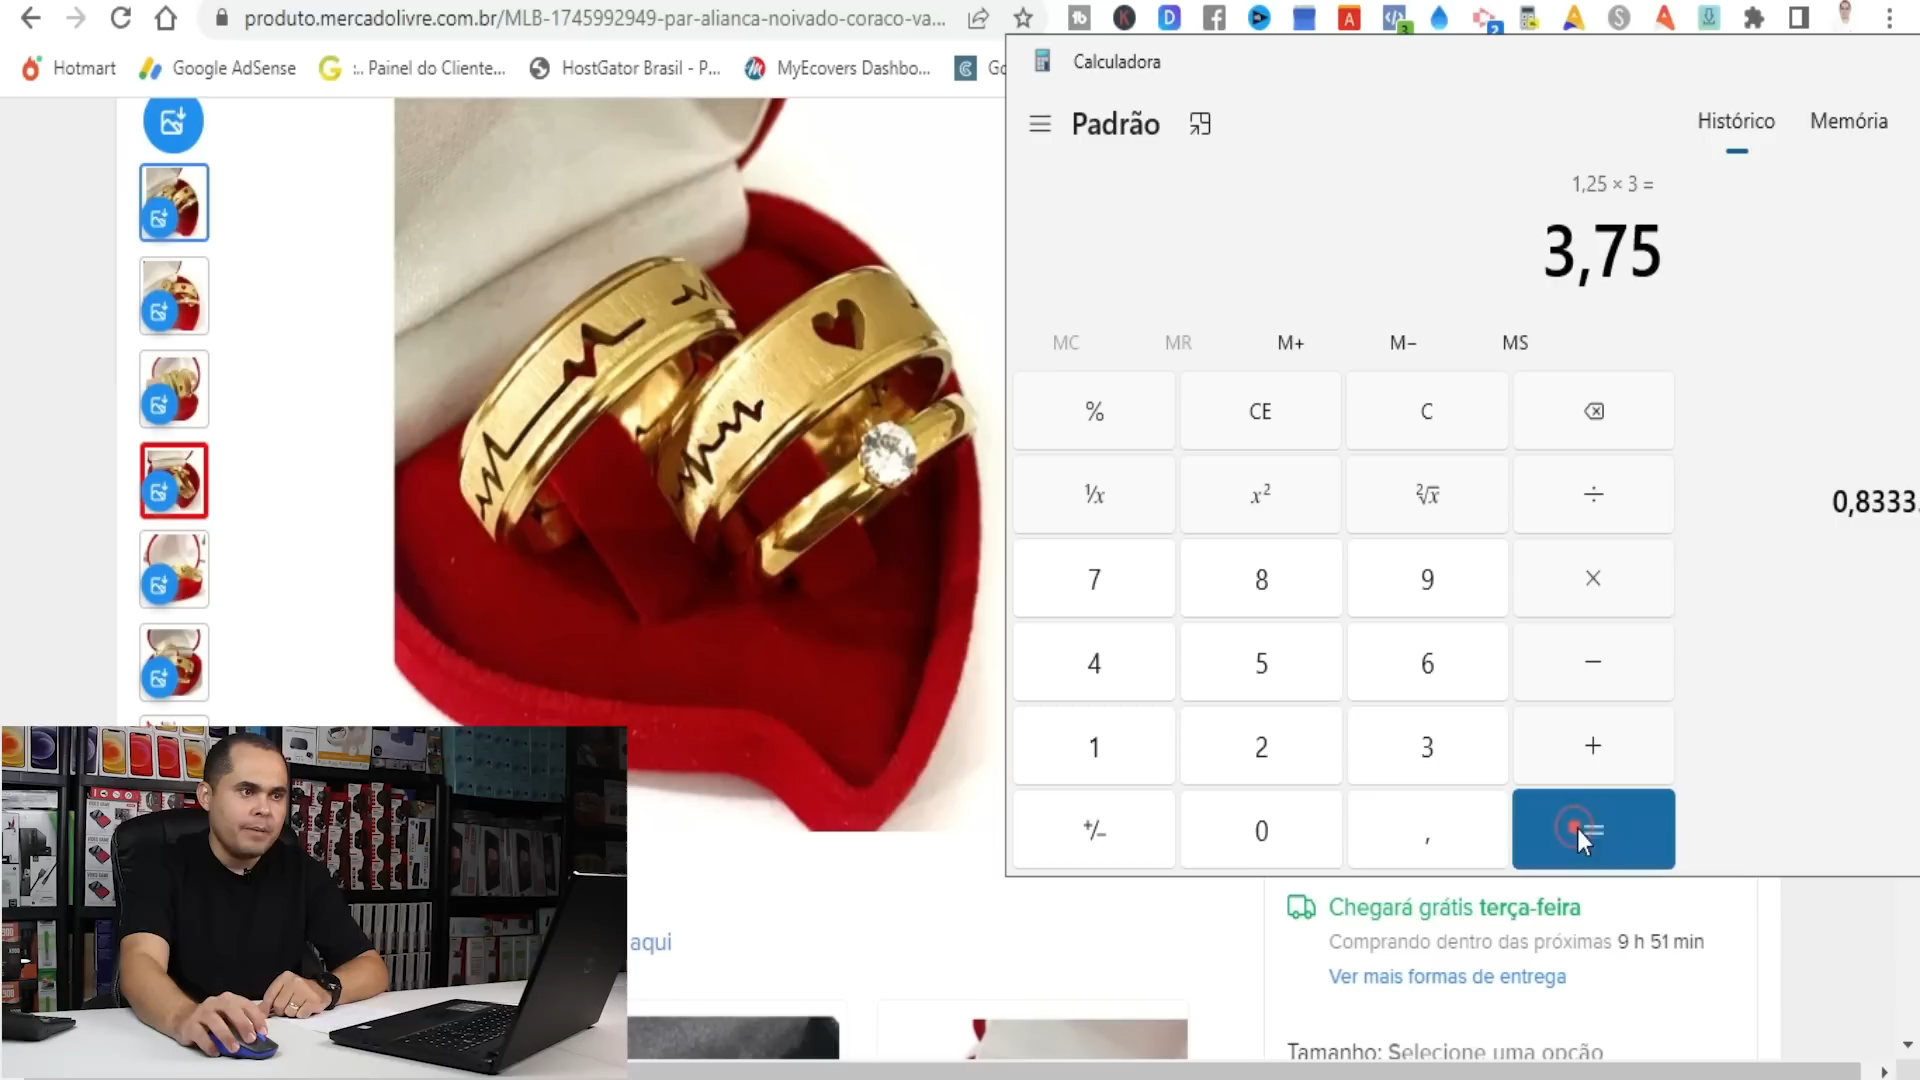 produto.mercadolivre.com.br/MLB-1745992949-par-alianca-noivado-coraco-va...
Hotmart
Google AdSense
:.. Painel do Cliente...
HostGator Brasil - P...
MyEcovers Dashbo...
Go
Calculadora
Padrão
Histórico
Memória
1,25 × 3 =
3,75
MC MR M+ M− MS
% CE C
¹/x x² ²√x ÷
0,8333
7 8 9 ×
4 5 6 −
1 2 3 +
+/− 0 , =
aqui
Chegará grátis terça-feira
Comprando dentro das próximas 9 h 51 min
Ver mais formas de entrega
Tamanho: Selecione uma opção